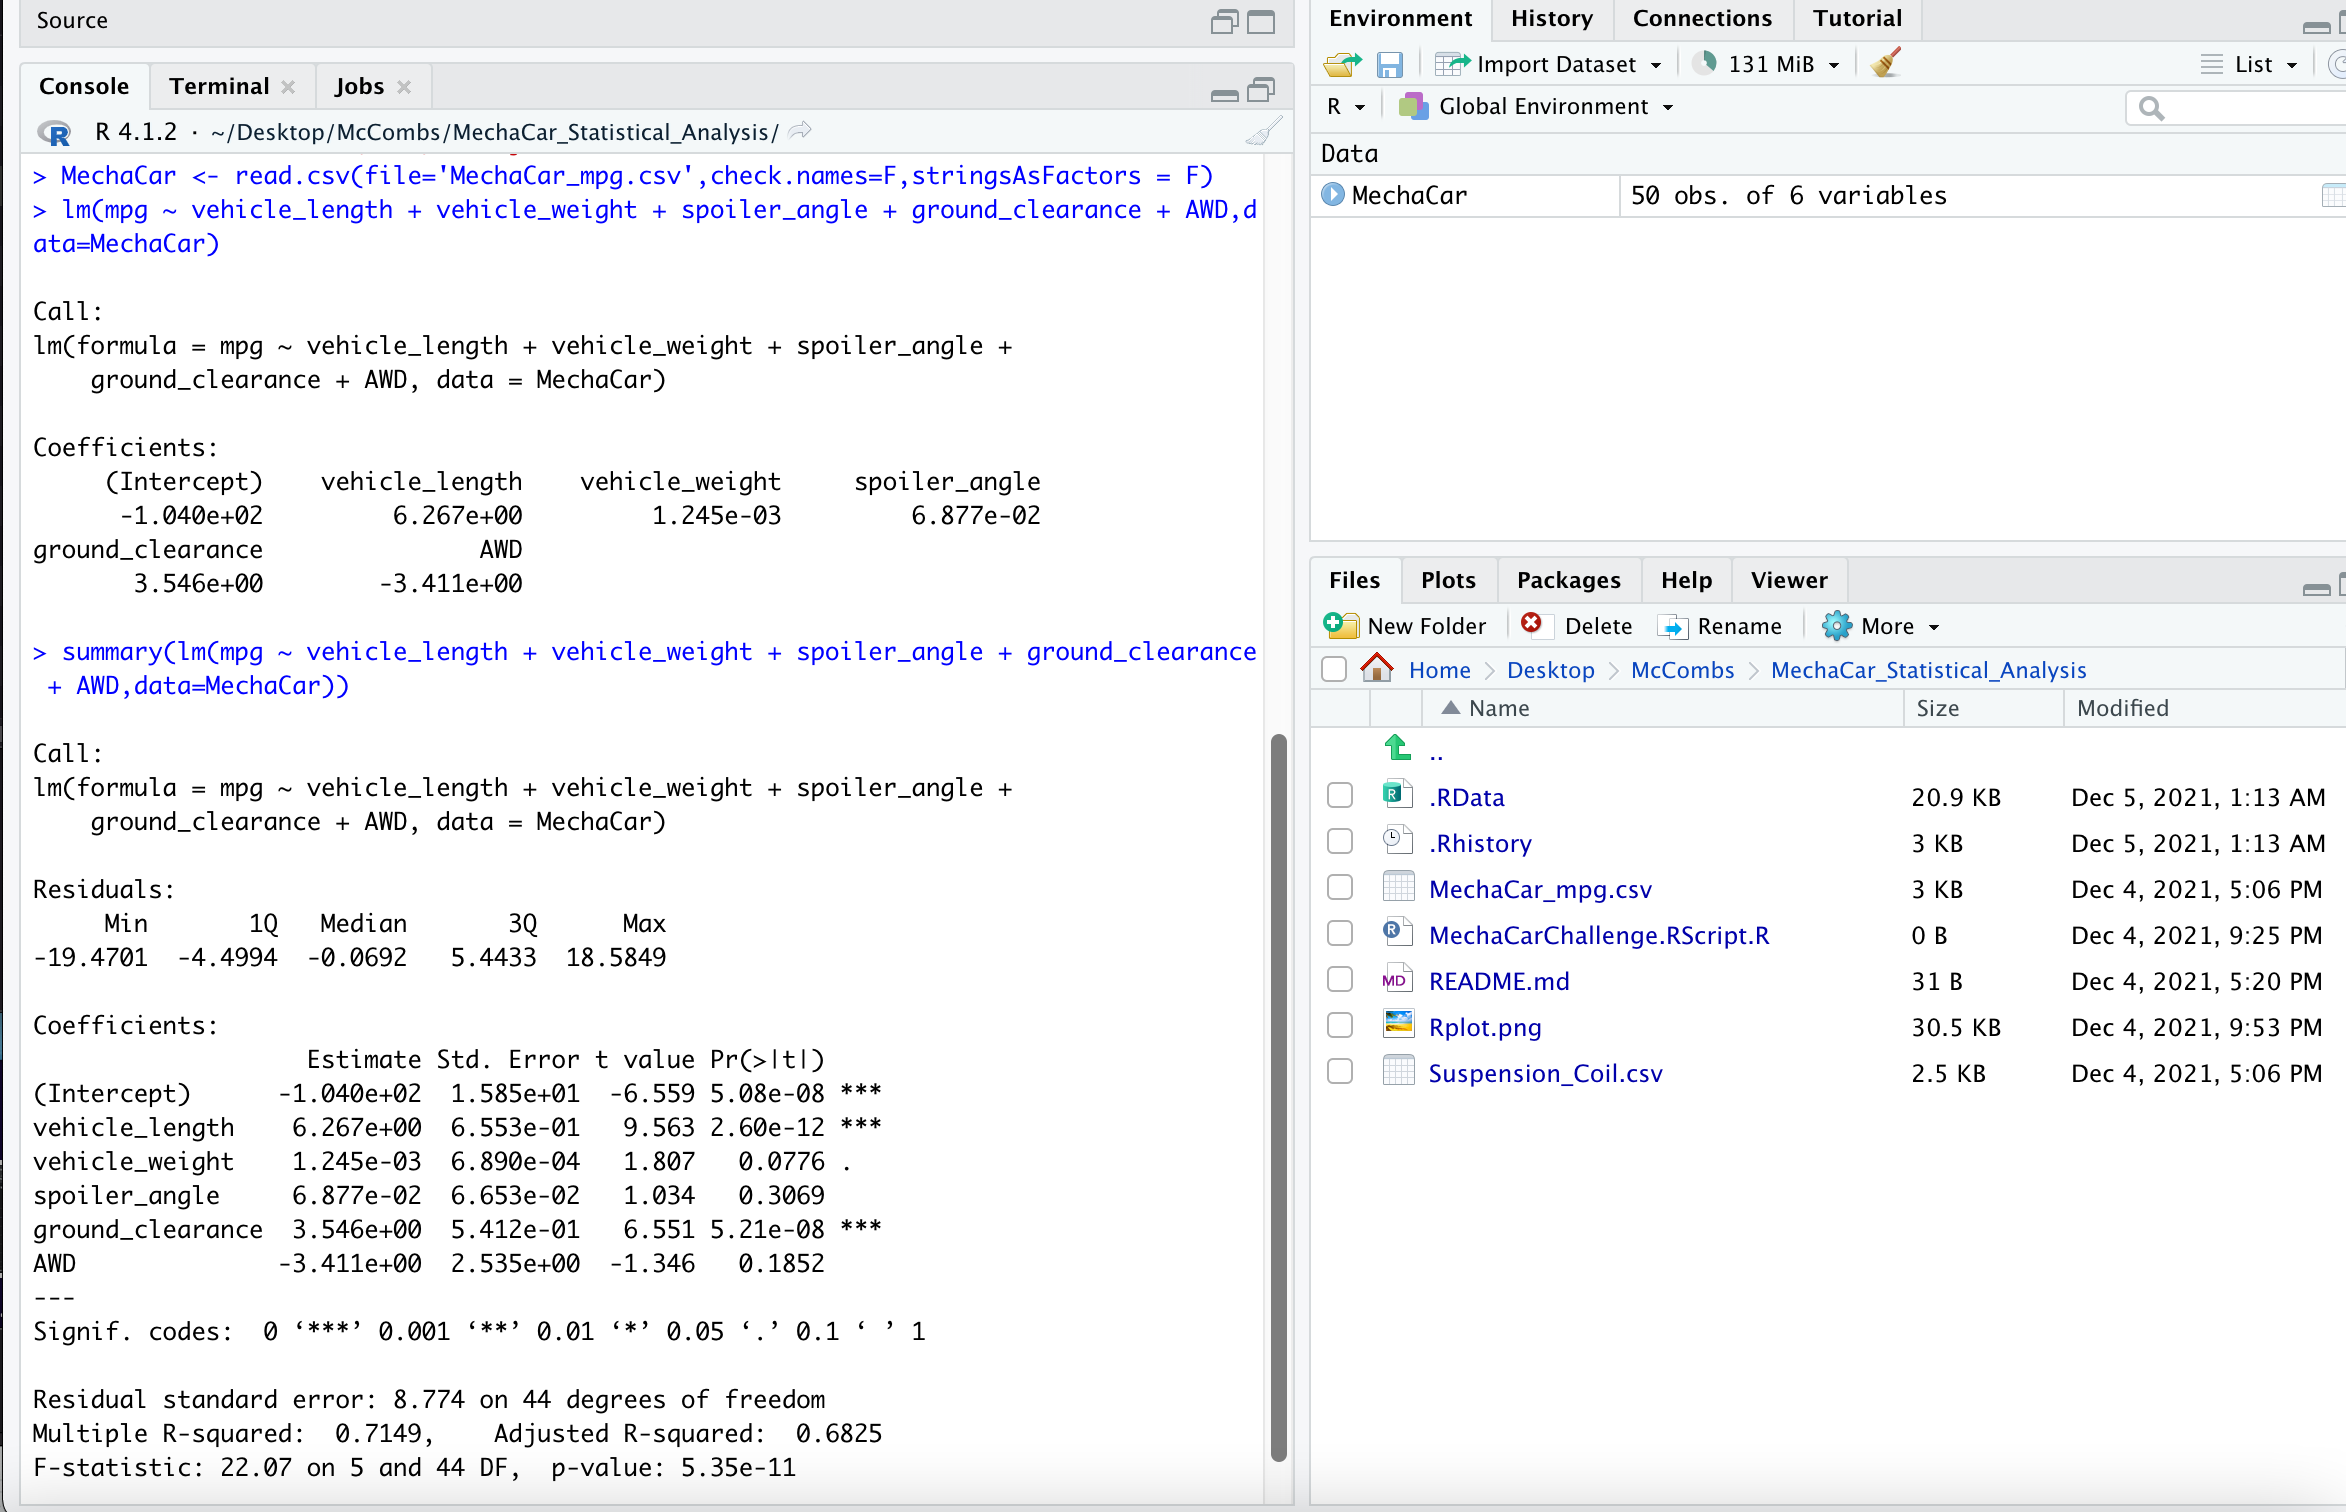 Source
Console Terminal Jobs
R 4.1.2 · ~/Desktop/McCombs/MechaCar_Statistical_Analysis/
> MechaCar <- read.csv(file='MechaCar_mpg.csv',check.names=F,stringsAsFactors = F)
> lm(mpg ~ vehicle_length + vehicle_weight + spoiler_angle + ground_clearance + AWD,d
ata=MechaCar)
Call:
lm(formula = mpg ~ vehicle_length + vehicle_weight + spoiler_angle +
    ground_clearance + AWD, data = MechaCar)
Coefficients:
     (Intercept)    vehicle_length    vehicle_weight     spoiler_angle
      -1.040e+02         6.267e+00         1.245e-03         6.877e-02
ground_clearance               AWD
       3.546e+00        -3.411e+00
> summary(lm(mpg ~ vehicle_length + vehicle_weight + spoiler_angle + ground_clearance
 + AWD,data=MechaCar))
Call:
lm(formula = mpg ~ vehicle_length + vehicle_weight + spoiler_angle +
    ground_clearance + AWD, data = MechaCar)
Residuals:
     Min       1Q   Median       3Q      Max
-19.4701  -4.4994  -0.0692   5.4433  18.5849
Coefficients:
                   Estimate Std. Error t value Pr(>|t|)
(Intercept)      -1.040e+02  1.585e+01  -6.559 5.08e-08 ***
vehicle_length    6.267e+00  6.553e-01   9.563 2.60e-12 ***
vehicle_weight    1.245e-03  6.890e-04   1.807   0.0776 .
spoiler_angle     6.877e-02  6.653e-02   1.034   0.3069
ground_clearance  3.546e+00  5.412e-01   6.551 5.21e-08 ***
AWD              -3.411e+00  2.535e+00  -1.346   0.1852
---
Signif. codes:  0 ‘***’ 0.001 ‘**’ 0.01 ‘*’ 0.05 ‘.’ 0.1 ‘ ’ 1
Residual standard error: 8.774 on 44 degrees of freedom
Multiple R-squared:  0.7149,    Adjusted R-squared:  0.6825
F-statistic: 22.07 on 5 and 44 DF,  p-value: 5.35e-11
Environment History Connections Tutorial
Import Dataset 131 MiB List
R Global Environment
Data
MechaCar 50 obs. of 6 variables
Files Plots Packages Help Viewer
New Folder Delete Rename More
Home > Desktop > McCombs > MechaCar_Statistical_Analysis
Name Size Modified
..
.RData 20.9 KB Dec 5, 2021, 1:13 AM
.Rhistory 3 KB Dec 5, 2021, 1:13 AM
MechaCar_mpg.csv 3 KB Dec 4, 2021, 5:06 PM
MechaCarChallenge.RScript.R 0 B Dec 4, 2021, 9:25 PM
README.md 31 B Dec 4, 2021, 5:20 PM
Rplot.png 30.5 KB Dec 4, 2021, 9:53 PM
Suspension_Coil.csv 2.5 KB Dec 4, 2021, 5:06 PM